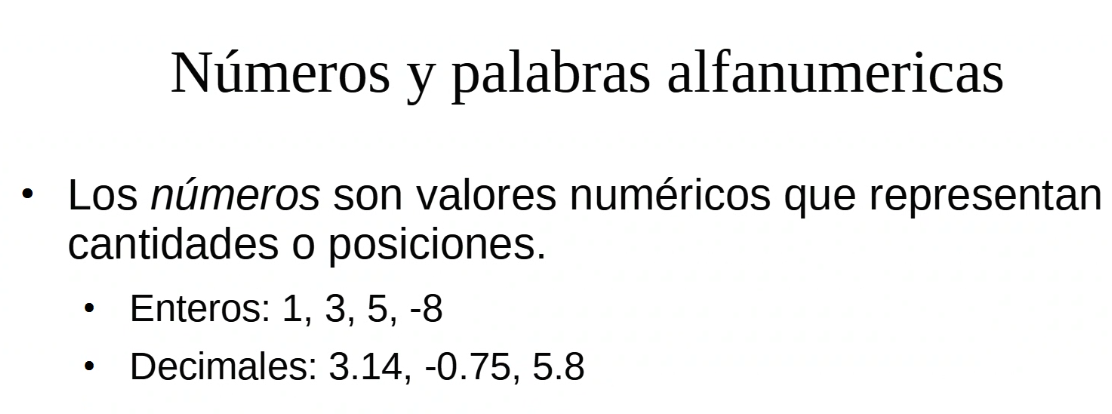 Números y palabras alfanumericas
• Los números son valores numéricos que representan
cantidades o posiciones.
• Enteros: 1, 3, 5, -8
• Decimales: 3.14, -0.75, 5.8